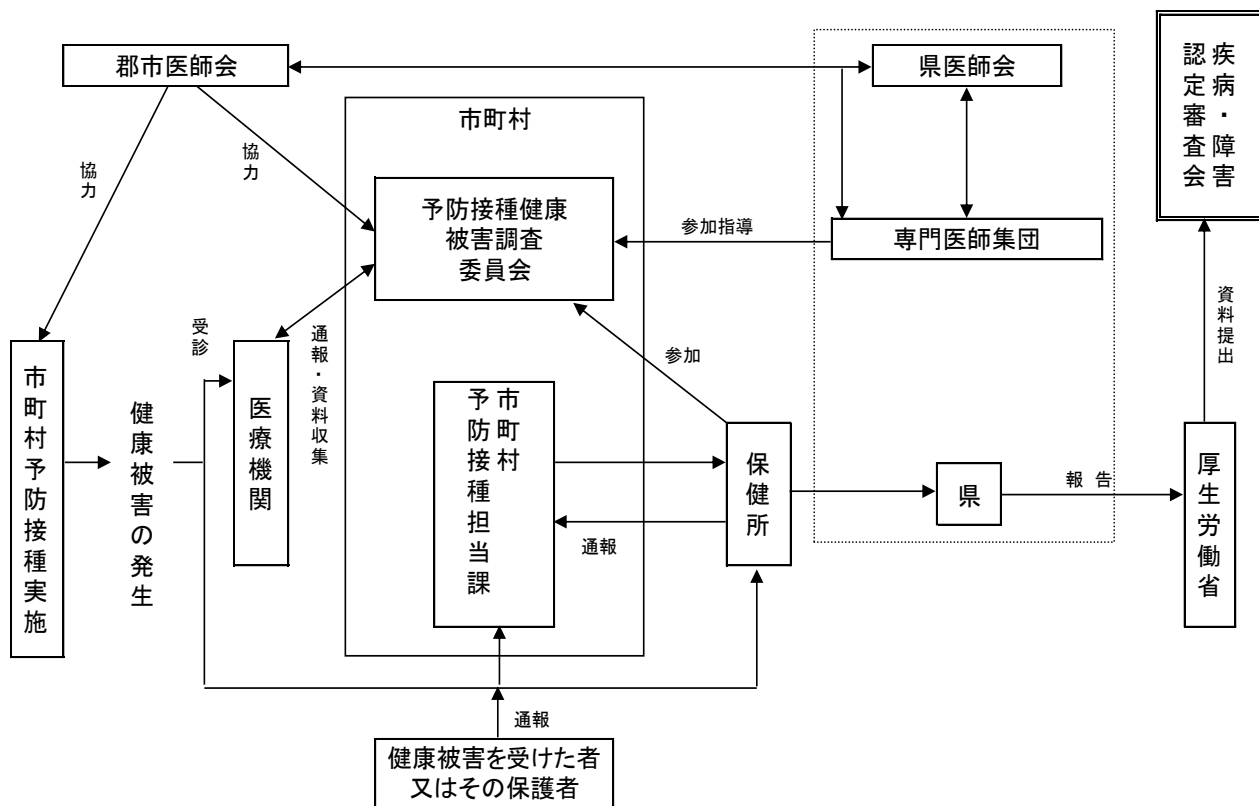 郡市医師会
県医師会
疾病・障害
認定審査会
市町村
協力
協力
予防接種健康
被害調査
委員会
参加指導
専門医師集団
資料提出
受診
通報・資料収集
参加
市町村予防接種実施
健康被害の発生
医療機関
市町村
予防接種担当課
保健所
通報
県
報告
厚生労働省
通報
健康被害を受けた者
又はその保護者